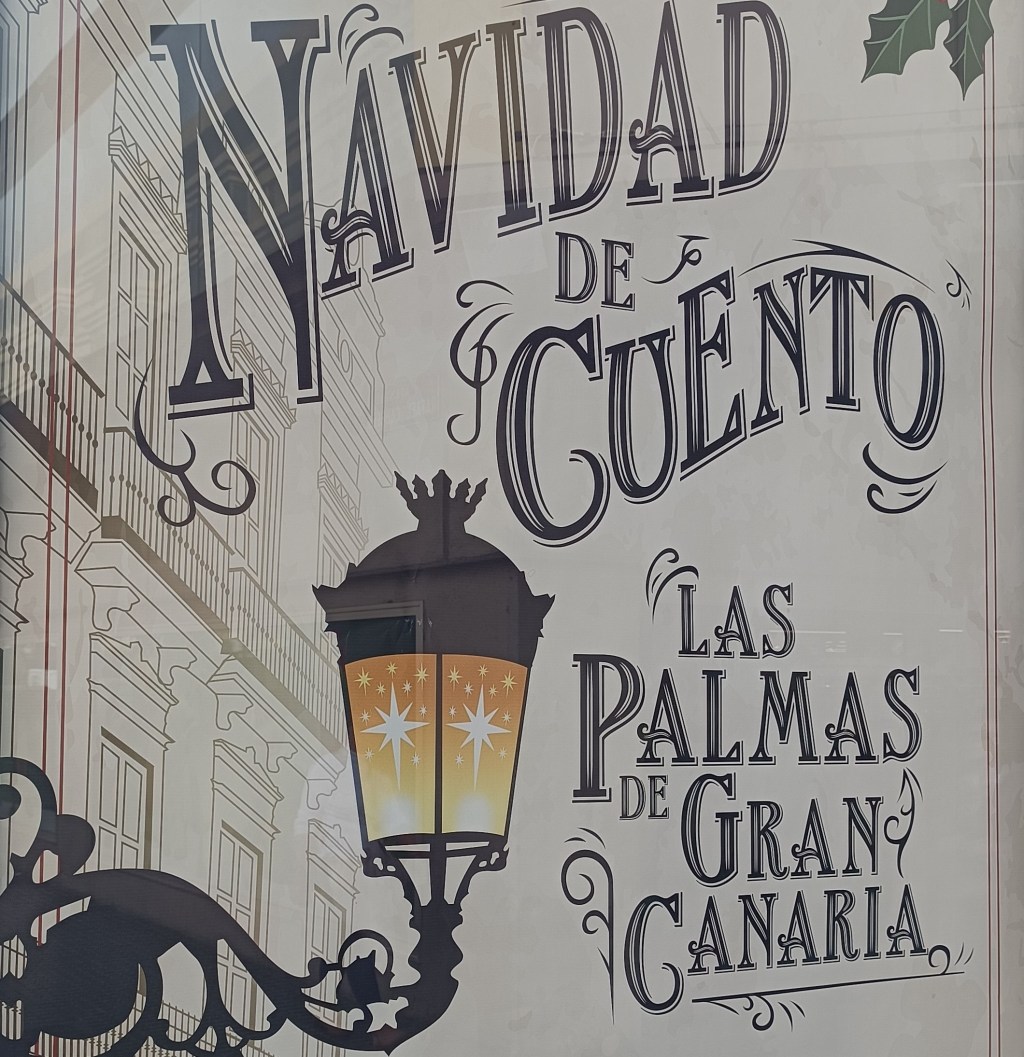 NAVIDAD
DE
CUENTO
LAS
PALMAS
DE GRAN
CANARIA